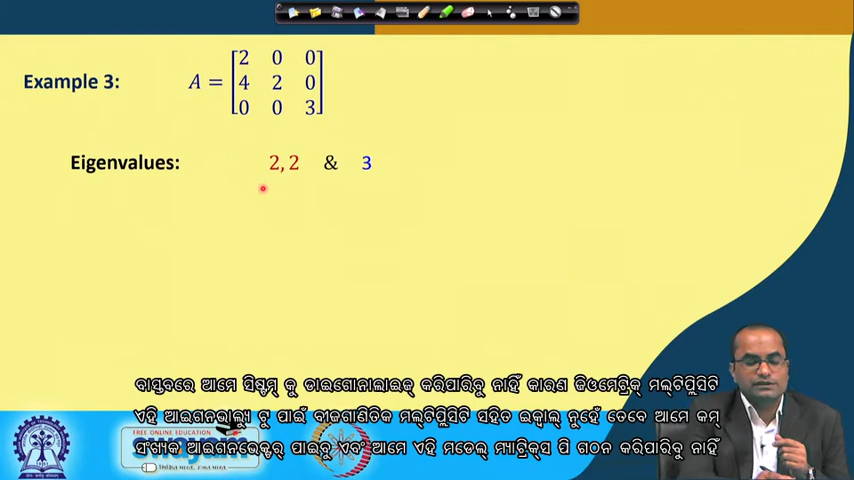 Example 3:
A = [2 0 0
4 2 0
0 0 3]
Eigenvalues: 2, 2 & 3
ବାସ୍ତବରେ ଆମେ ସିଷ୍ଟମ୍ କୁ ଡାଇଗୋନାଲାଇଜ୍ କରିପାରିବୁ ନାହିଁ କାରଣ ଜିଓମେଟ୍ରିକ୍ ମଲ୍ଟିପ୍ଲିସିଟି
ଏହି ଆଇଗନଭାଲ୍ୟୁ ଟୁ ପାଇଁ ବୀଜଗାଣିତିକ ମଲ୍ଟିପ୍ଲିସିଟି ସହିତ ଇକ୍ୱାଲ୍ ନୁହେଁ ତେବେ ଆମେ କମ୍
ସଂଖ୍ୟକ ଆଇଗନଭେକ୍ଟର୍ ପାଇବୁ ଏବଂ ଆମେ ଏହି ମଡେଲ୍ ମ୍ୟାଟ୍ରିକ୍ସ ପି ଗଠନ କରିପାରିବୁ ନାହିଁ
FREE ONLINE EDUCATION